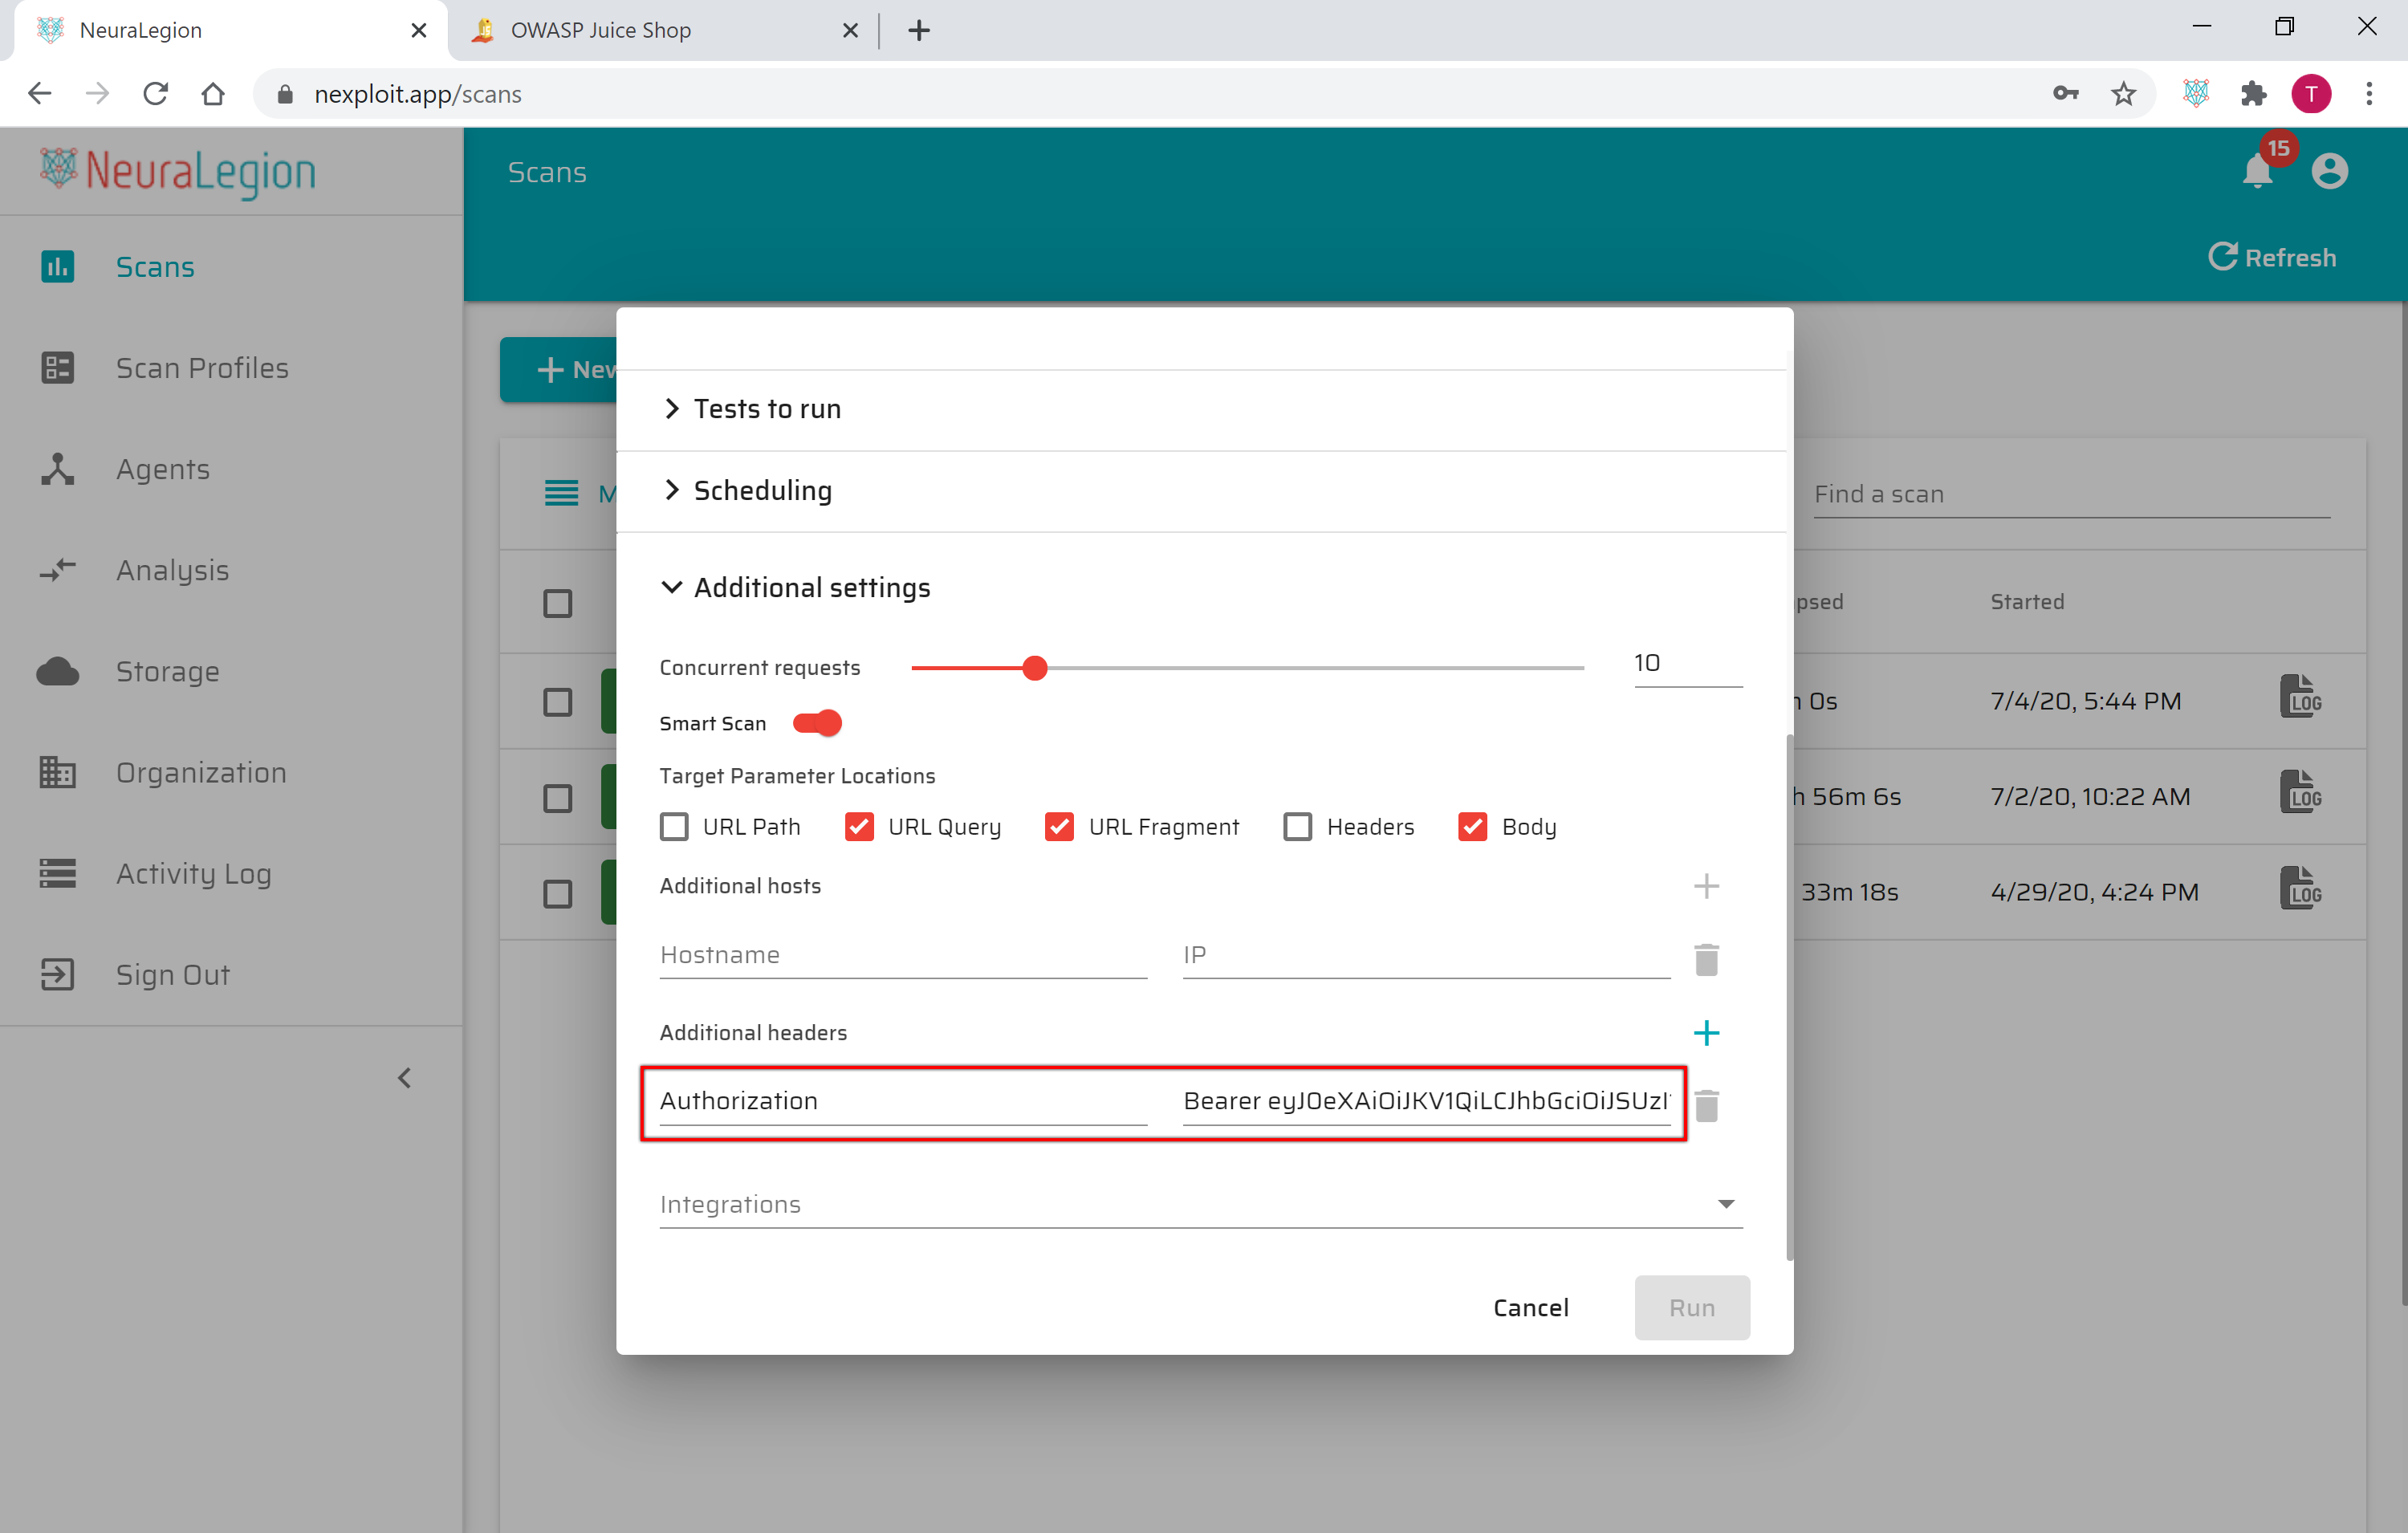 NeuraLegion
OWASP Juice Shop
nexploit.app/scans
T
NeuraLegion
Scans
15
Refresh
Scans
Scan Profiles
Agents
Analysis
Storage
Organization
Activity Log
Sign Out
New
M
Find a scan
psed
Started
0s
7/4/20, 5:44 PM
LOG
h 56m 6s
7/2/20, 10:22 AM
LOG
33m 18s
4/29/20, 4:24 PM
LOG
Tests to run
Scheduling
Additional settings
Concurrent requests
10
Smart Scan
Target Parameter Locations
URL Path
URL Query
URL Fragment
Headers
Body
Additional hosts
Hostname
IP
Additional headers
Authorization
Bearer eyJ0eXAiOiJKV1QiLCJhbGciOiJSUzI
Integrations
Cancel
Run